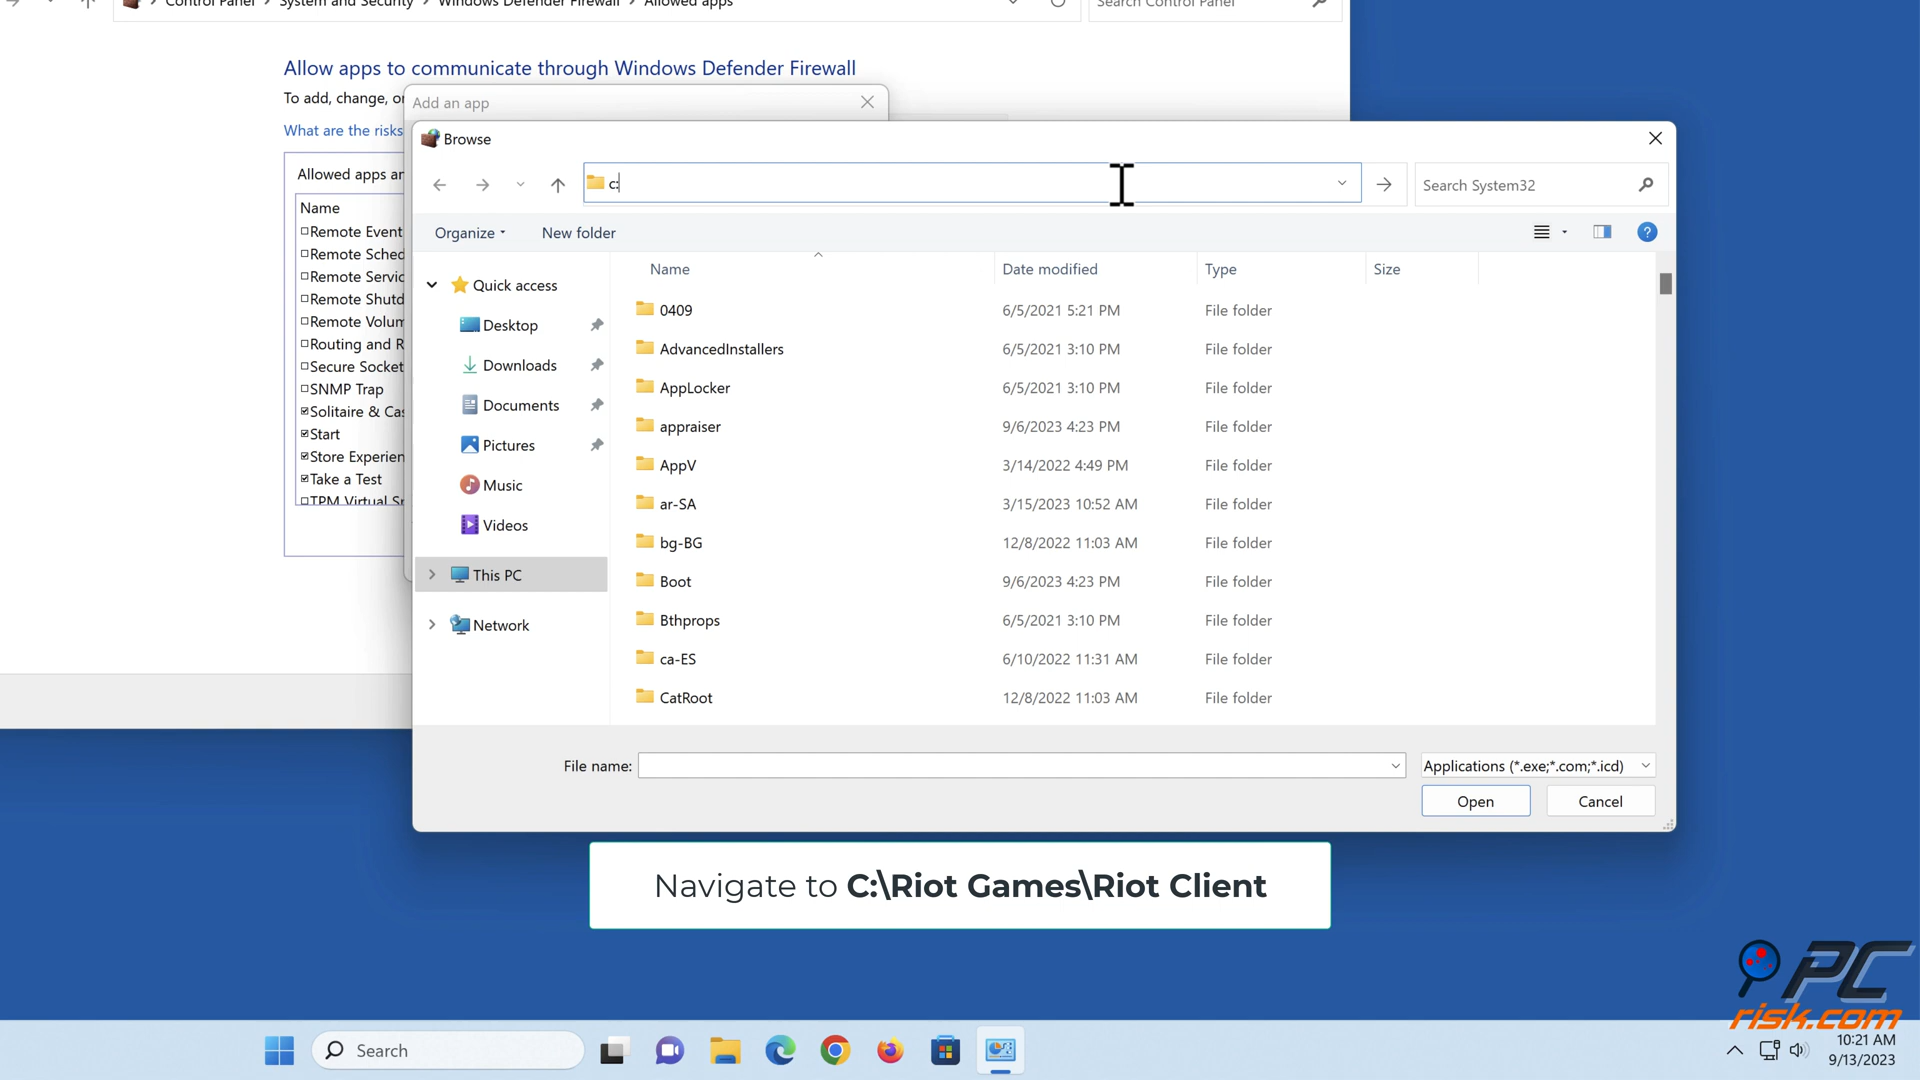 Control Panel > System and Security > Windows Defender Firewall > Allowed apps
Search Control Panel
Allow apps to communicate through Windows Defender Firewall
To add, change, or
What are the risks
Add an app
Allowed apps an
Name
Remote Event
Remote Sched
Remote Servic
Remote Shutd
Remote Volum
Routing and R
Secure Socket
SNMP Trap
Solitaire & Cas
Start
Store Experien
Take a Test
TPM Virtual Sm
Browse
c:
Search System32
Organize
New folder
Quick access
Desktop
Downloads
Documents
Pictures
Music
Videos
This PC
Network
Name Date modified Type Size
0409 6/5/2021 5:21 PM File folder
AdvancedInstallers 6/5/2021 3:10 PM File folder
AppLocker 6/5/2021 3:10 PM File folder
appraiser 9/6/2023 4:23 PM File folder
AppV 3/14/2022 4:49 PM File folder
ar-SA 3/15/2023 10:52 AM File folder
bg-BG 12/8/2022 11:03 AM File folder
Boot 9/6/2023 4:23 PM File folder
Bthprops 6/5/2021 3:10 PM File folder
ca-ES 6/10/2022 11:31 AM File folder
CatRoot 12/8/2022 11:03 AM File folder
File name:
Applications (*.exe;*.com;*.icd)
Open
Cancel
Navigate to C:\Riot Games\Riot Client
PC
risk.com
Search
10:21 AM
9/13/2023